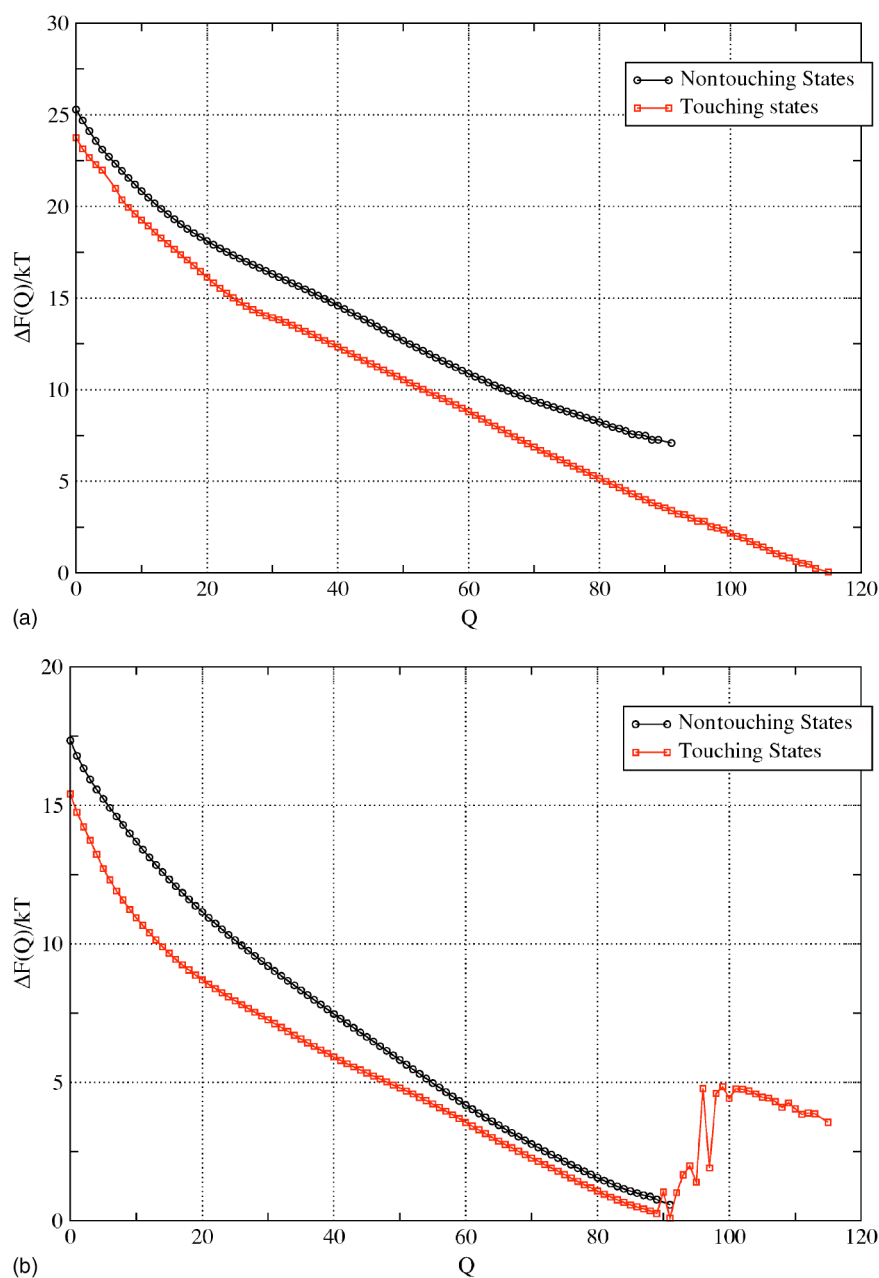 30
25
20
15
10
5
0
ΔF(Q)/kT
Nontouching States
Touching states
0 20 40 60 80 100 120
(a)
Q
20
15
10
5
0
ΔF(Q)/kT
Nontouching States
Touching States
0 20 40 60 80 100 120
(b)
Q